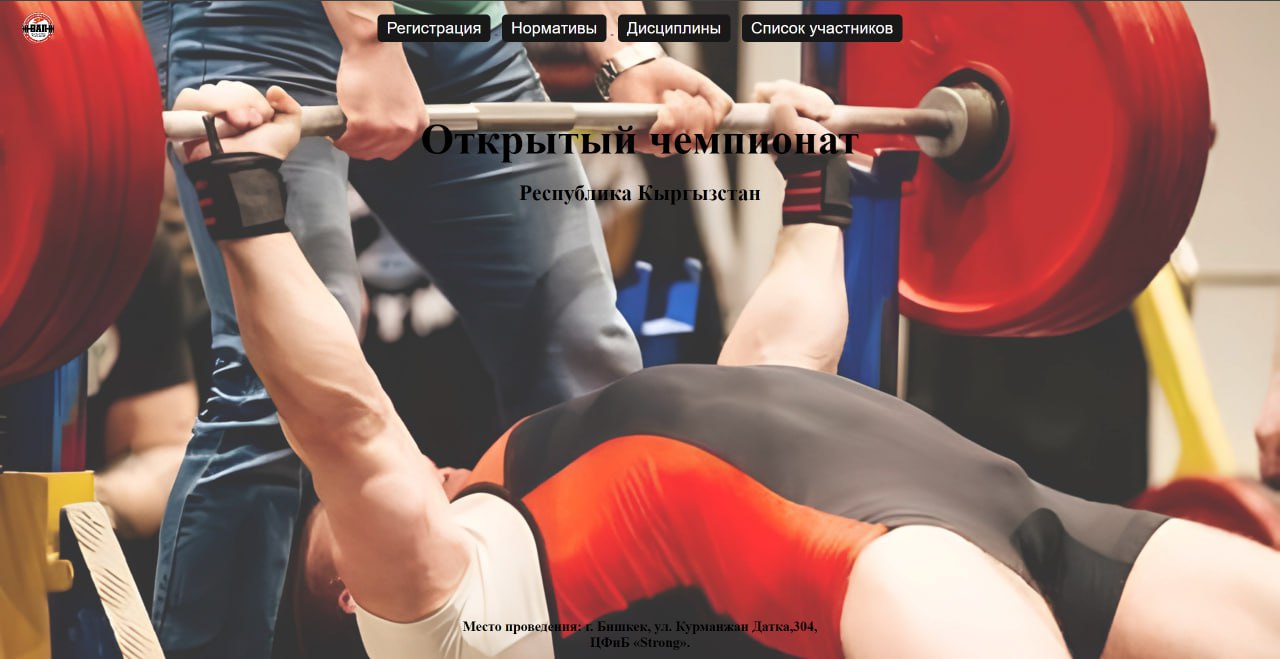 Регистрация Нормативы Дисциплины Список участников
Открытый чемпионат
Республика Кыргызстан
Место проведения: г. Бишкек, ул. Курманжан Датка,304,
ЦФиБ «Strong».